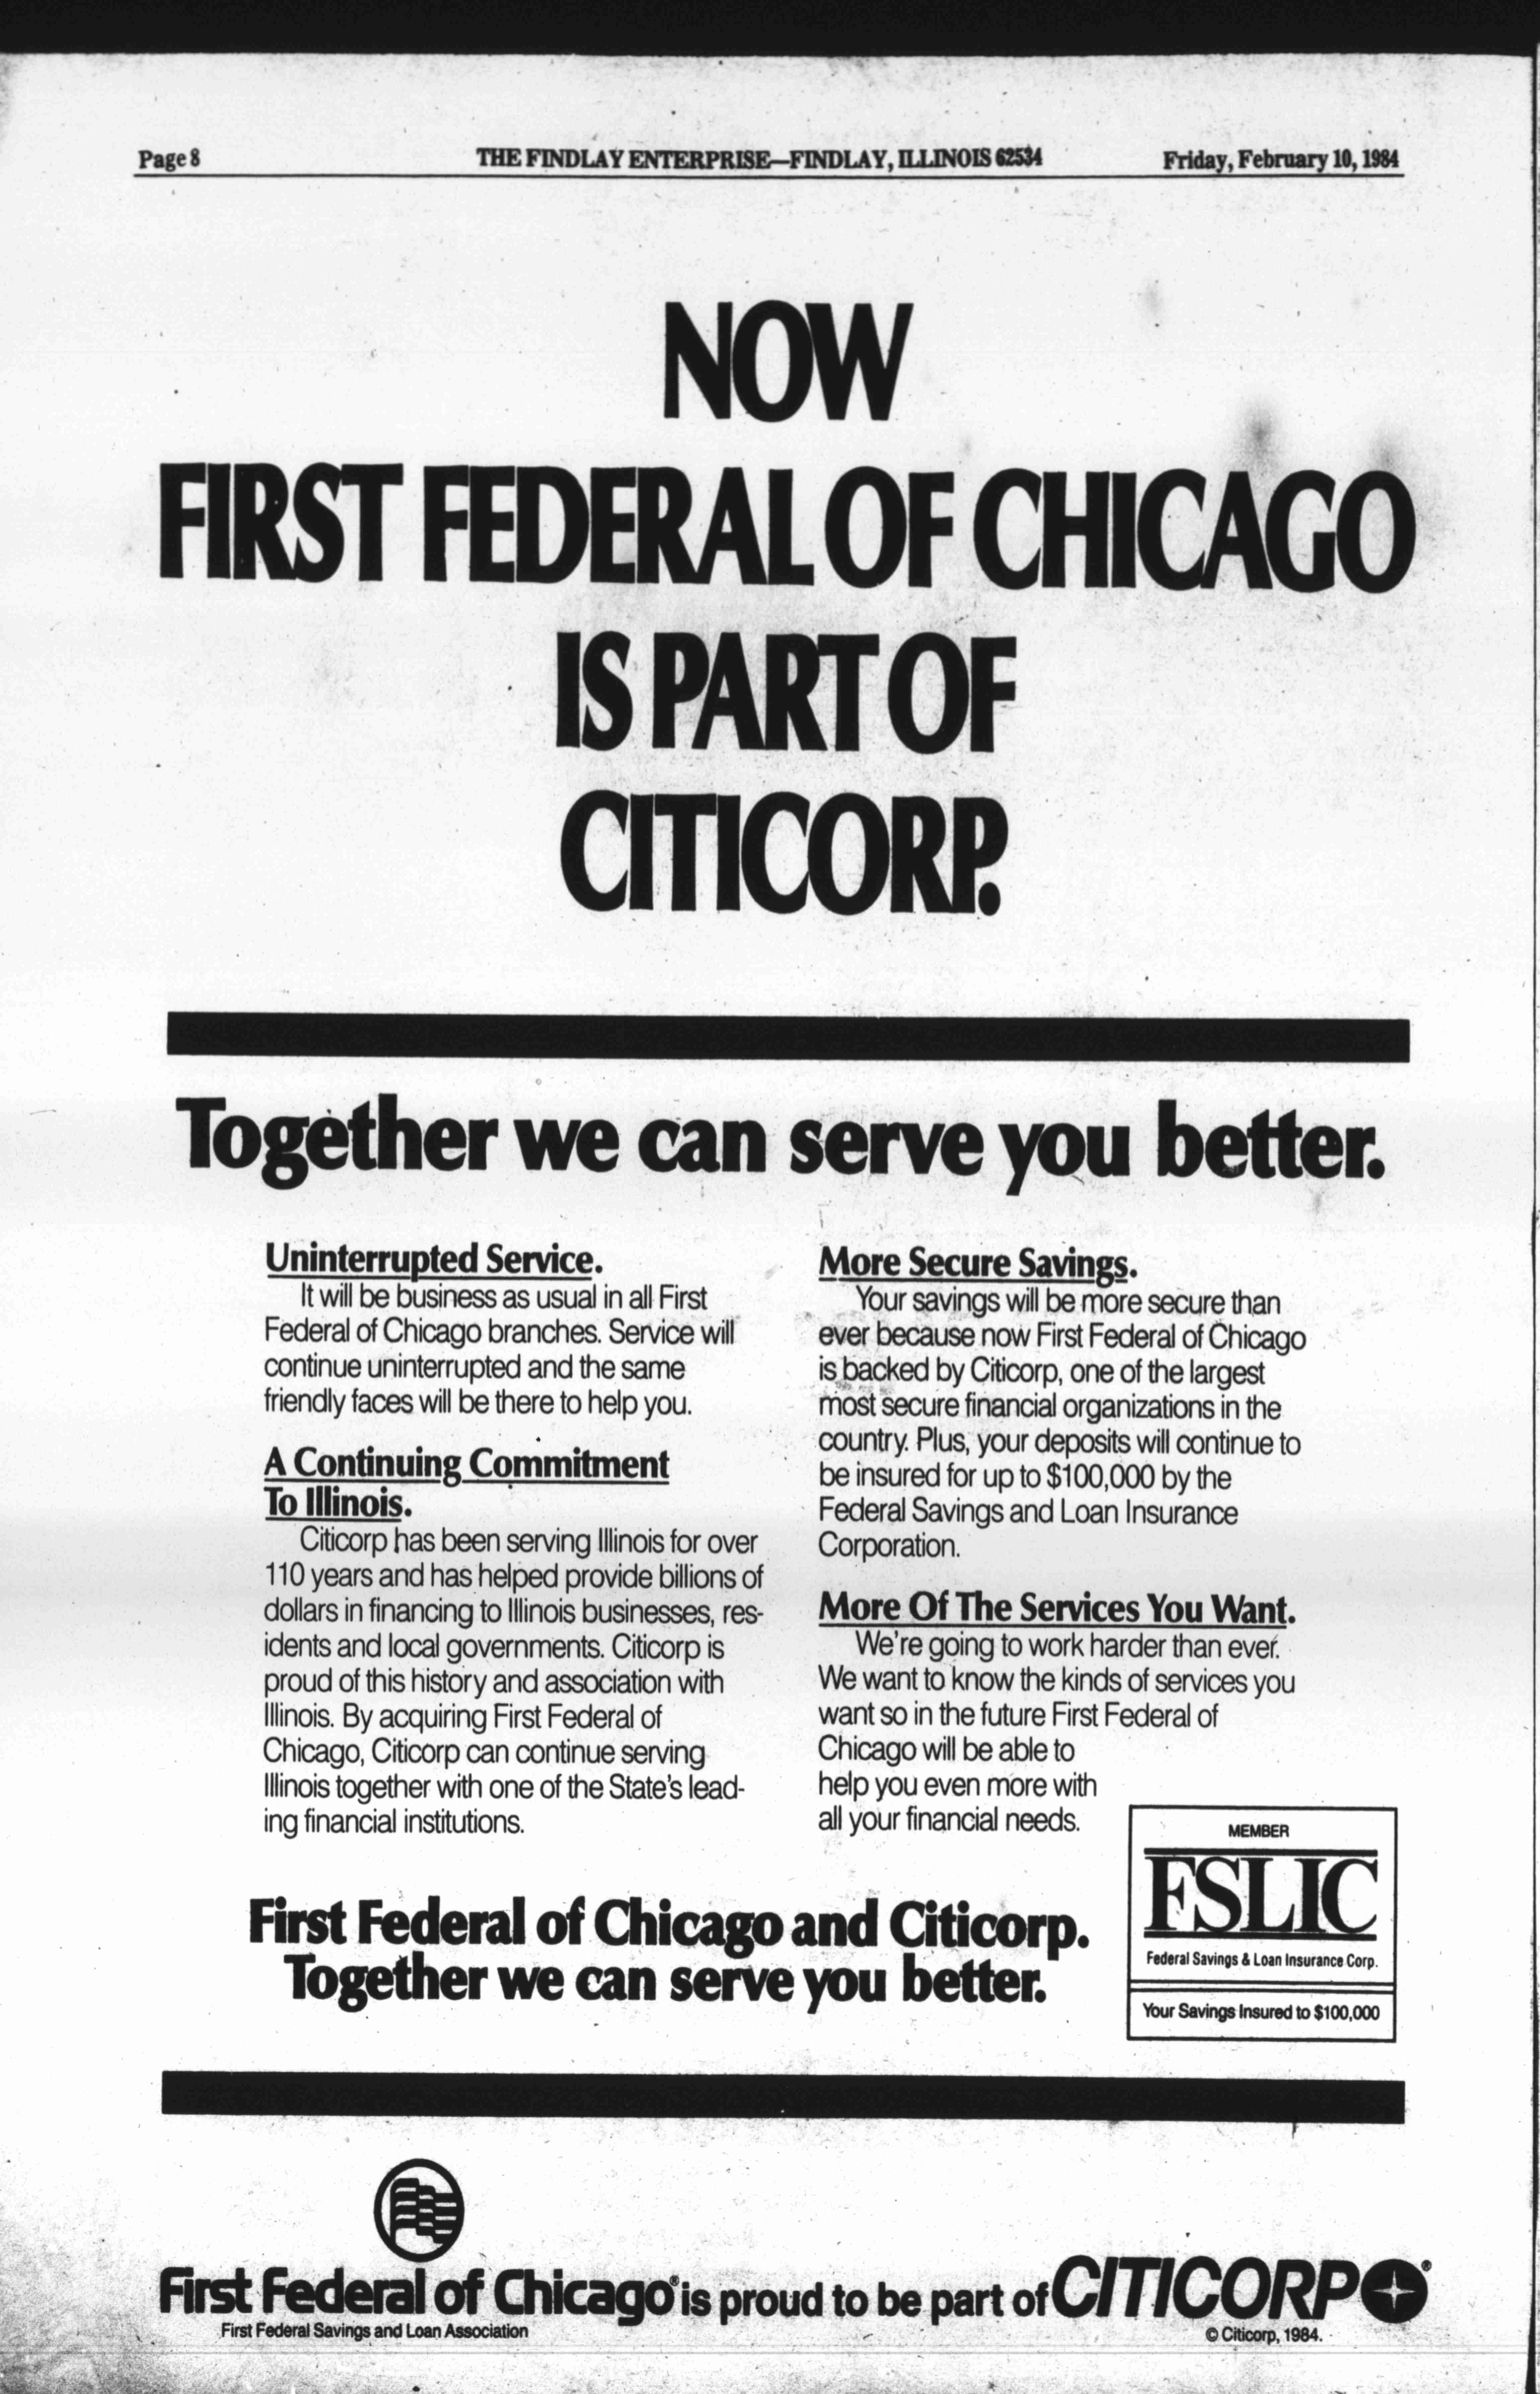 Page 8
THE FINDLAY ENTERPRISE—FINDLAY, ILLINOIS 62534
Friday, February 10, 1984
NOW
FIRST FEDERAL OF CHICAGO
IS PART OF
CITICORP.
Together we can serve you better.
Uninterrupted Service.
It will be business as usual in all First
Federal of Chicago branches. Service will
continue uninterrupted and the same
friendly faces will be there to help you.
A Continuing Commitment
To Illinois.
Citicorp has been serving Illinois for over
110 years and has helped provide billions of
dollars in financing to Illinois businesses, res-
idents and local governments. Citicorp is
proud of this history and association with
Illinois. By acquiring First Federal of
Chicago, Citicorp can continue serving
Illinois together with one of the State's lead-
ing financial institutions.
More Secure Savings.
Your savings will be more secure than
ever because now First Federal of Chicago
is backed by Citicorp, one of the largest
most secure financial organizations in the
country. Plus, your deposits will continue to
be insured for up to $100,000 by the
Federal Savings and Loan Insurance
Corporation.
More Of The Services You Want.
We're going to work harder than ever.
We want to know the kinds of services you
want so in the future First Federal of
Chicago will be able to
help you even more with
all your financial needs.
First Federal of Chicago and Citicorp.
Together we can serve you better.
MEMBER
FSLIC
Federal Savings & Loan Insurance Corp.
Your Savings Insured to $100,000
First Federal of Chicago® is proud to be part of CITICORP®
First Federal Savings and Loan Association
© Citicorp, 1984.